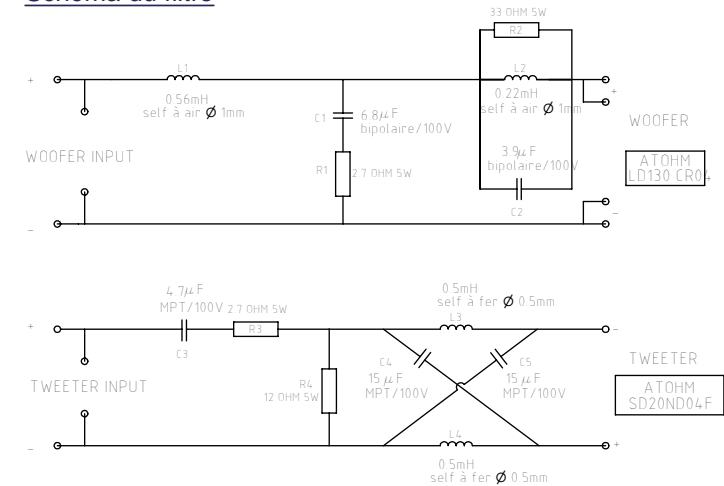 Schéma du filtre
33 OHM 5W
R2
L1
L2
+
0.56mH
self à air Ø 1mm
0.22mH
self à air Ø 1mm
+
C1
6.8µF
bipolaire/100V
WOOFER
WOOFER INPUT
3.9µF
bipolaire/100V
ATOHM
LD130 CR04
R1
2.7 OHM 5W
C2
–
–
4.7µF
MPT/100V
2.7 OHM 5W
0.5mH
self à fer Ø 0.5mm
+
R3
L3
–
C3
TWEETER
R4
12 OHM 5W
C4
15µF
MPT/100V
C5
15µF
MPT/100V
TWEETER INPUT
ATOHM
SD20ND04F
L4
–
+
0.5mH
self à fer Ø 0.5mm